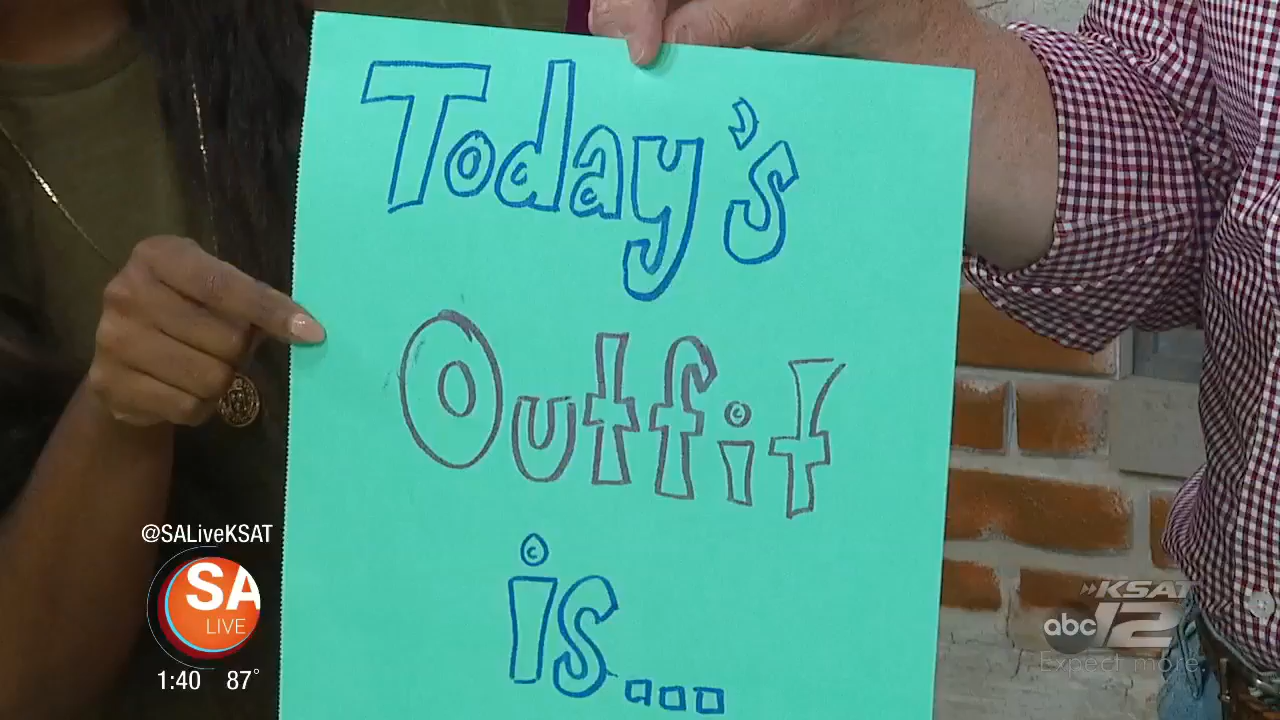 Today's
Outfit
is...
@SALiveKSAT
SA
LIVE
1:40 87°
KSAT
abc 12
Expect more.